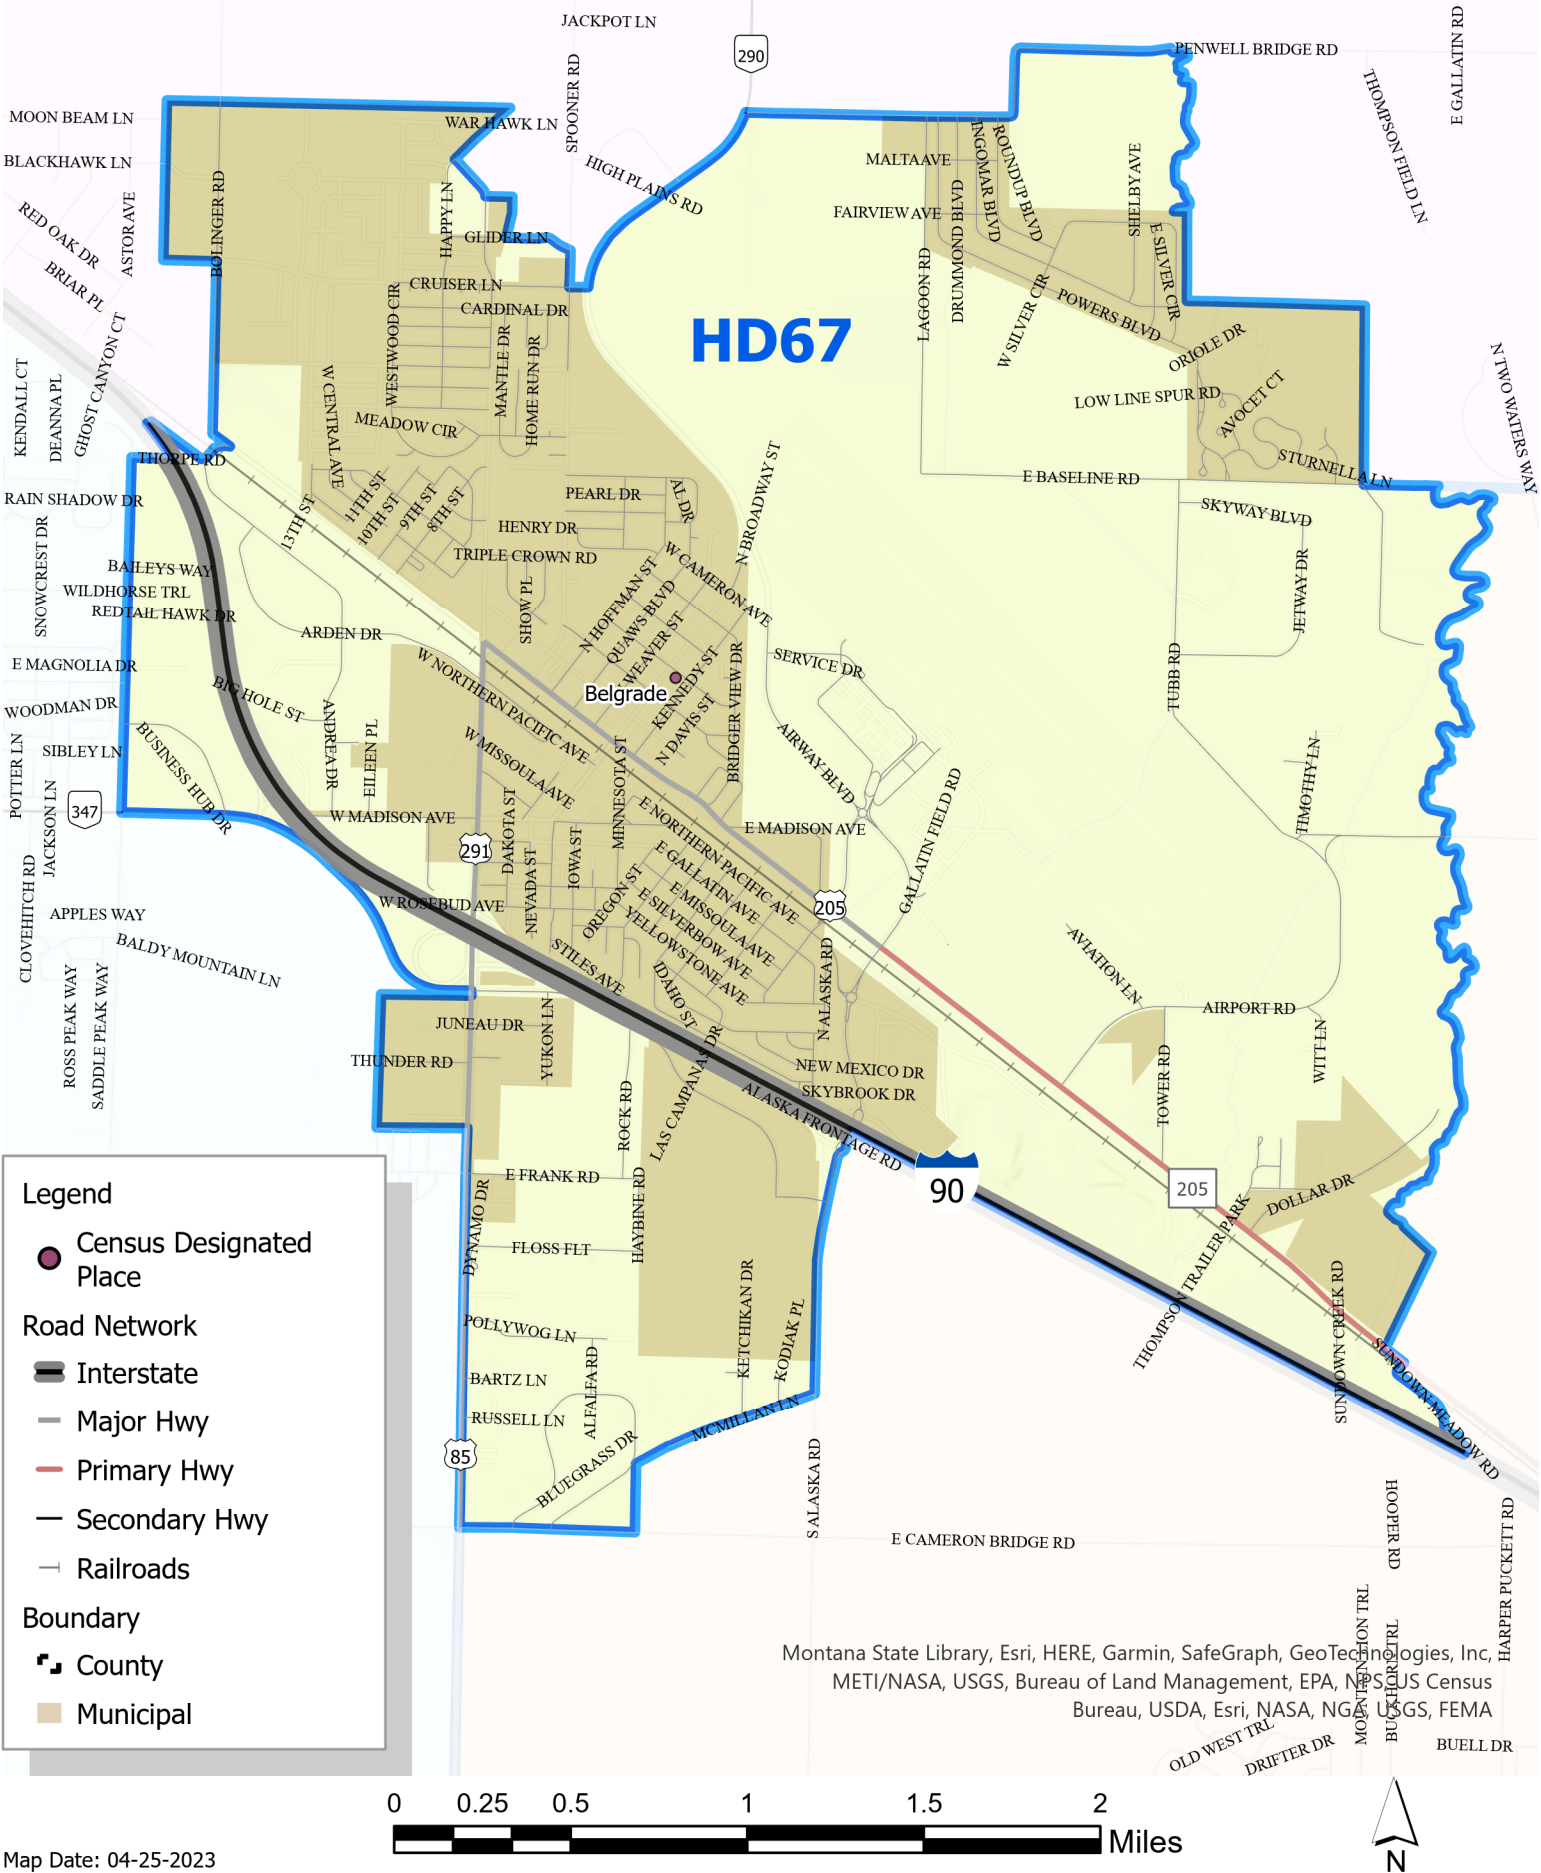 JACKPOT LN
290
PENWELL BRIDGE RD
E GALLATIN RD
SPOONER RD
THOMPSON FIELD LN
MOON BEAM LN
WAR HAWK LN
BLACKHAWK LN
HIGH PLAINS RD
MALTA AVE
INGOMAR BLVD
ROUNDUP BLVD
SHELBY AVE
ASTOR AVE
BOLINGER RD
HAPPY LN
DRUMMOND BLVD
FAIRVIEW AVE
RED OAK DR
GLIDER LN
E SILVER CIR
BRIAR PL
CRUISER LN
LAGOON RD
W SILVER CIR
POWERS BLVD
CARDINAL DR
WESTWOOD CIR
MANTLE DR
HOME RUN DR
HD67
ORIOLE DR
KENDALL CT
DEANNA PL
GHOST CANYON CT
W CENTRAL AVE
LOW LINE SPUR RD
AVOCET CT
N TWO WATERS WAY
MEADOW CIR
THORPE RD
E BASELINE RD
STURNELLA LN
RAIN SHADOW DR
13TH ST
11TH ST
10TH ST
9TH ST
8TH ST
PEARL DR
AL DR
N BROADWAY ST
SKYWAY BLVD
HENRY DR
TRIPLE CROWN RD
W CAMERON AVE
SNOWCREST DR
BAILEYS WAY
WILDHORSE TRL
REDTAIL HAWK DR
SHOW PL
N HOFFMAN ST
QUAWS BLVD
WEAVER ST
JETWAY DR
ARDEN DR
E MAGNOLIA DR
W NORTHERN PACIFIC AVE
Belgrade
KENNEDY ST
N DAVIS ST
BRIDGER VIEW DR
SERVICE DR
TUBB RD
WOODMAN DR
BIG HOLE ST
ANDREA DR
EILEEN PL
BUSINESS HUB DR
POTTER LN
SIBLEY LN
W MISSOULA AVE
MINNESOTA ST
AIRWAY BLVD
GALLATIN FIELD RD
TIMOTHY LN
347
JACKSON LN
W MADISON AVE
E MADISON AVE
291
DAKOTA ST
NEVADA ST
IOWA ST
E NORTHERN PACIFIC AVE
E GALLATIN AVE
E MISSOULA AVE
E SILVERBOW AVE
YELLOWSTONE AVE
OREGON ST
205
CLOVEHITCH RD
W ROSEBUD AVE
APPLES WAY
BALDY MOUNTAIN LN
STILES AVE
IDAHO ST
N ALASKA RD
AVIATION LN
ROSS PEAK WAY
SADDLE PEAK WAY
AIRPORT RD
JUNEAU DR
YUKON LN
THUNDER RD
LAS CAMPANAS DR
NEW MEXICO DR
SKYBROOK DR
TOWER RD
WITT LN
ROCK RD
ALASKA FRONTAGE RD
E FRANK RD
90
205
DYNAMO DR
HAYBINE RD
THOMPSON TRAILER PARK
DOLLAR DR
FLOSS FLT
KETCHIKAN DR
KODIAK PL
SUNDOWN CREEK RD
POLLYWOG LN
SUNDOWN MEADOW RD
BARTZ LN
ALFALFA RD
RUSSELL LN
MCMILLAN LN
BLUEGRASS DR
85
S ALASKA RD
HOOPER RD
HARPER PUCKETT RD
E CAMERON BRIDGE RD
MOUNTAIN LION TRL
BUCKHORN TRL
OLD WEST TRL
DRIFTER DR
BUELL DR
Legend
Census Designated
Place
Road Network
Interstate
Major Hwy
Primary Hwy
Secondary Hwy
Railroads
Boundary
County
Municipal
Montana State Library, Esri, HERE, Garmin, SafeGraph, GeoTechnologies, Inc,
METI/NASA, USGS, Bureau of Land Management, EPA, NPS, US Census
Bureau, USDA, Esri, NASA, NGA, USGS, FEMA
0 0.25 0.5 1 1.5 2
Miles
N
Map Date: 04-25-2023